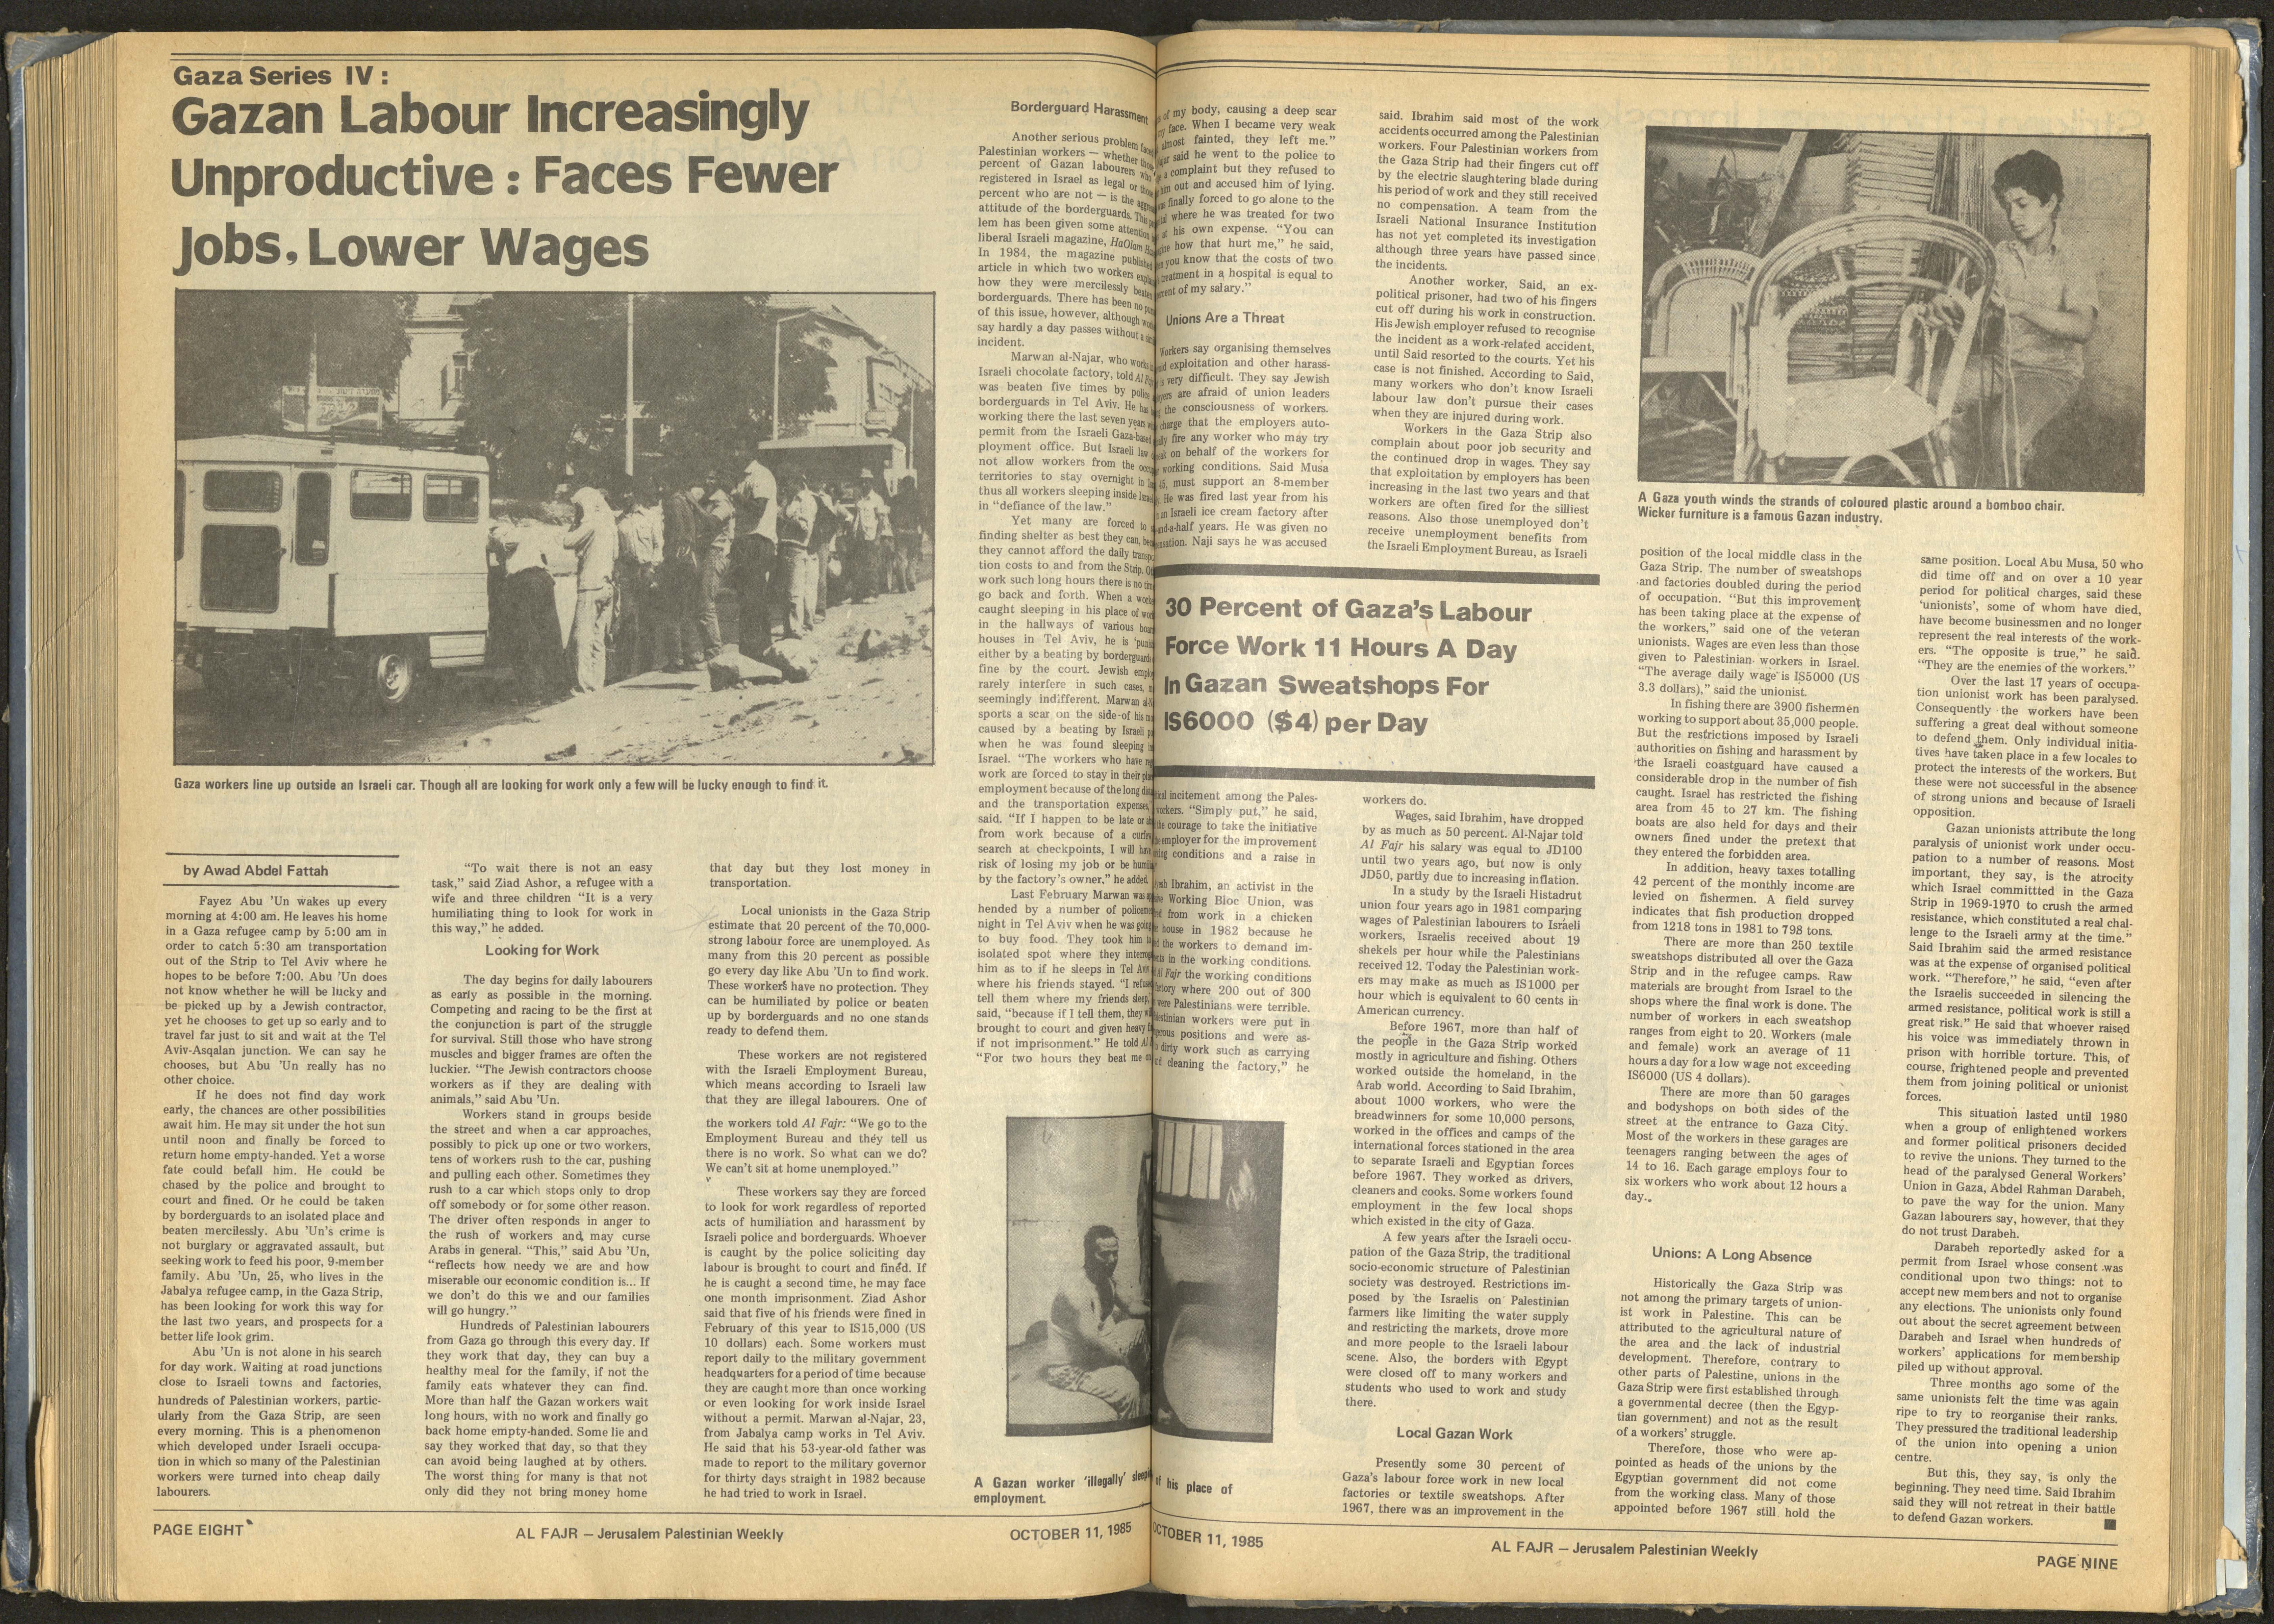 Gaza Series IV :
Gazan Labour Increasingly
Unproductive : Faces Fewer
Jobs, Lower Wages
Gaza workers line up outside an Israeli car. Though all are looking for work only a few will be lucky enough to find it.
by Awad Abdel Fattah
Fayez Abu 'Un wakes up every
morning at 4:00 am. He leaves his home
in a Gaza refugee camp by 5:00 am in
order to catch 5:30 am transportation
out of the Strip to Tel Aviv where he
hopes to be before 7:00. Abu 'Un does
not know whether he will be lucky and
be picked up by a Jewish contractor,
yet he chooses to get up so early and to
travel far just to sit and wait at the Tel
Aviv-Asqalan junction. We can say he
chooses, but Abu 'Un really has no
other choice.
If he does not find day work
early, the chances are other possibilities
await him. He may sit under the hot sun
until noon and finally be forced to
return home empty-handed. Yet a worse
fate could befall him. He could be
chased by the police and brought to
court and fined. Or he could be taken
by borderguards to an isolated place and
beaten mercilessly. Abu 'Un's crime is
not burglary or aggravated assault, but
seeking work to feed his poor, 9-member
family. Abu 'Un, 25, who lives in the
Jabalya refugee camp, in the Gaza Strip,
has been looking for work this way for
the last two years, and prospects for a
better life look grim.
Abu 'Un is not alone in his search
for day work. Waiting at road junctions
close to Israeli towns and factories,
hundreds of Palestinian workers, partic-
ularly from the Gaza Strip, are seen
every morning. This is a phenomenon
which developed under Israeli occupa-
tion in which so many of the Palestinian
workers were turned into cheap daily
labourers.
"To wait there is not an easy
task," said Ziad Ashor, a refugee with a
wife and three children "It is a very
humiliating thing to look for work in
this way," he added.
Looking for Work
The day begins for daily labourers
as early as possible in the morning.
Competing and racing to be the first at
the conjunction is part of the struggle
for survival. Still those who have strong
muscles and bigger frames are often the
luckier. "The Jewish contractors choose
workers as if they are dealing with
animals," said Abu 'Un.
Workers stand in groups beside
the street and when a car approaches,
possibly to pick up one or two workers,
tens of workers rush to the car, pushing
and pulling each other. Sometimes they
rush to a car which stops only to drop
off somebody or for some other reason.
The driver often responds in anger to
the rush of workers and may curse
Arabs in general. "This," said Abu 'Un,
"reflects how needy we are and how
miserable our economic condition is... If
we don't do this we and our families
will go hungry."
Hundreds of Palestinian labourers
from Gaza go through this every day. If
they work that day, they can buy a
healthy meal for the family, if not the
family eats whatever they can find.
More than half the Gazan workers wait
long hours, with no work and finally go
back home empty-handed. Some lie and
say they worked that day, so that they
can avoid being laughed at by others.
The worst thing for many is that not
only did they not bring money home
that day but they lost money in
transportation.
Local unionists in the Gaza Strip
estimate that 20 percent of the 70,000-
strong labour force are unemployed. As
many from this 20 percent as possible
go every day like Abu 'Un to find work.
These workers have no protection. They
can be humiliated by police or beaten
up by borderguards and no one stands
ready to defend them.
These workers are not registered
with the Israeli Employment Bureau,
which means according to Israeli law
that they are illegal labourers. One of
the workers told Al Fajr: "We go to the
Employment Bureau and they tell us
there is no work. So what can we do?
We can't sit at home unemployed."
These workers say they are forced
to look for work regardless of reported
acts of humiliation and harassment by
Israeli police and borderguards. Whoever
is caught by the police soliciting day
labour is brought to court and fined. If
he is caught a second time, he may face
one month imprisonment. Ziad Ashor
said that five of his friends were fined in
February of this year to IS15,000 (US
10 dollars) each. Some workers must
report daily to the military government
headquarters for a period of time because
they are caught more than once working
or even looking for work inside Israel
without a permit. Marwan al-Najar, 23,
from Jabalya camp works in Tel Aviv.
He said that his 53-year-old father was
made to report to the military governor
for thirty days straight in 1982 because
he had tried to work in Israel.
Borderguard Harassment
Another serious problem
Palestinian workers — whether
percent of Gazan labourers who
registered in Israel as legal or
percent who are not — is the
attitude of the borderguards. This
lem has been given some attention
liberal Israeli magazine, HaOlam
In 1984, the magazine published
article in which two workers
how they were mercilessly beaten
borderguards. There has been no
of this issue, however, although
say hardly a day passes without a
incident.
Marwan al-Najar, who works
Israeli chocolate factory, told Al
was beaten five times by police
borderguards in Tel Aviv. He has
working there the last seven years
permit from the Israeli Gaza-based
ployment office. But Israeli law
not allow workers from the
territories to stay overnight in
thus all workers sleeping inside
in "defiance of the law."
Yet many are forced to
finding shelter as best they can,
they cannot afford the daily
tion costs to and from the Strip.
work such long hours there is no
go back and forth. When a
caught sleeping in his place of
in the hallways of various
houses in Tel Aviv, he is
either by a beating by borderguards
fine by the court. Jewish
rarely interfere in such cases,
seemingly indifferent. Marwan
sports a scar on the side of his
caused by a beating by Israeli
when he was found sleeping
Israel. "The workers who have
work are forced to stay in their
employment because of the long
and the transportation expenses,
said. "If I happen to be late or
from work because of a curfew
search at checkpoints, I will have
risk of losing my job or be
by the factory's owner," he added.
Last February Marwan was
hended by a number of policemen
night in Tel Aviv when he was going
to buy food. They took him
isolated spot where they
him as to if he sleeps in Tel Aviv
where his friends stayed. "I
tell them where my friends sleep,
said, "because if I tell them, they
brought to court and given heavy
if not imprisonment." He told
"For two hours they beat me
A Gazan worker 'illegally'
employment.
PAGE EIGHT
AL FAJR — Jerusalem Palestinian Weekly
OCTOBER 11, 1985
of my body, causing a deep scar
face. When I became very weak
almost fainted, they left me."
said he went to the police to
a complaint but they refused to
him out and accused him of lying.
finally forced to go alone to the
where he was treated for two
at his own expense. "You can
how that hurt me," he said,
you know that the costs of two
treatment in a hospital is equal to
of my salary."
Unions Are a Threat
Workers say organising themselves
exploitation and other harass-
is very difficult. They say Jewish
are afraid of union leaders
the consciousness of workers.
charge that the employers auto-
fire any worker who may try
on behalf of the workers for
working conditions. Said Musa
must support an 8-member
He was fired last year from his
an Israeli ice cream factory after
years. He was given no
Naji says he was accused
30 Percent of Gaza's Labour
Force Work 11 Hours A Day
In Gazan Sweatshops For
IS6000 ($4) per Day
incitement among the Pales-
workers. "Simply put," he said,
the courage to take the initiative
employer for the improvement
conditions and a raise in
Ibrahim, an activist in the
Working Bloc Union, was
from work in a chicken
house in 1982 because he
the workers to demand im-
in the working conditions.
the working conditions
factory where 200 out of 300
were Palestinians were terrible.
workers were put in
positions and were as-
dirty work such as carrying
cleaning the factory," he
of his place of
said. Ibrahim said most of the work
accidents occurred among the Palestinian
workers. Four Palestinian workers from
the Gaza Strip had their fingers cut off
by the electric slaughtering blade during
his period of work and they still received
no compensation. A team from the
Israeli National Insurance Institution
has not yet completed its investigation
although three years have passed since
the incidents.
Another worker, Said, an ex-
political prisoner, had two of his fingers
cut off during his work in construction.
His Jewish employer refused to recognise
the incident as a work-related accident,
until Said resorted to the courts. Yet his
case is not finished. According to Said,
many workers who don't know Israeli
labour law don't pursue their cases
when they are injured during work.
Workers in the Gaza Strip also
complain about poor job security and
the continued drop in wages. They say
that exploitation by employers has been
increasing in the last two years and that
workers are often fired for the silliest
reasons. Also those unemployed don't
receive unemployment benefits from
the Israeli Employment Bureau, as Israeli
workers do.
Wages, said Ibrahim, have dropped
by as much as 50 percent. Al-Najar told
Al Fajr his salary was equal to JD100
until two years ago, but now is only
JD50, partly due to increasing inflation.
In a study by the Israeli Histadrut
union four years ago in 1981 comparing
wages of Palestinian labourers to Israeli
workers, Israelis received about 19
shekels per hour while the Palestinians
received 12. Today the Palestinian work-
ers may make as much as IS1000 per
hour which is equivalent to 60 cents in
American currency.
Before 1967, more than half of
the people in the Gaza Strip worked
mostly in agriculture and fishing. Others
worked outside the homeland, in the
Arab world. According to Said Ibrahim,
about 1000 workers, who were the
breadwinners for some 10,000 persons,
worked in the offices and camps of the
international forces stationed in the area
to separate Israeli and Egyptian forces
before 1967. They worked as drivers,
cleaners and cooks. Some workers found
employment in the few local shops
which existed in the city of Gaza.
A few years after the Israeli occu-
pation of the Gaza Strip, the traditional
socio-economic structure of Palestinian
society was destroyed. Restrictions im-
posed by the Israelis on Palestinian
farmers like limiting the water supply
and restricting the markets, drove more
and more people to the Israeli labour
scene. Also, the borders with Egypt
were closed off to many workers and
students who used to work and study
there.
Local Gazan Work
Presently some 30 percent of
Gaza's labour force work in new local
factories or textile sweatshops. After
1967, there was an improvement in the
A Gaza youth winds the strands of coloured plastic around a bomboo chair.
Wicker furniture is a famous Gazan industry.
position of the local middle class in the
Gaza Strip. The number of sweatshops
and factories doubled during the period
of occupation. "But this improvement
has been taking place at the expense of
the workers," said one of the veteran
unionists. Wages are even less than those
given to Palestinian workers in Israel.
"The average daily wage is IS5000 (US
3.3 dollars)," said the unionist.
In fishing there are 3900 fishermen
working to support about 35,000 people.
But the restrictions imposed by Israeli
authorities on fishing and harassment by
the Israeli coastguard have caused a
considerable drop in the number of fish
caught. Israel has restricted the fishing
area from 45 to 27 km. The fishing
boats are also held for days and their
owners fined under the pretext that
they entered the forbidden area.
In addition, heavy taxes totalling
42 percent of the monthly income are
levied on fishermen. A field survey
indicates that fish production dropped
from 1218 tons in 1981 to 798 tons.
There are more than 250 textile
sweatshops distributed all over the Gaza
Strip and in the refugee camps. Raw
materials are brought from Israel to the
shops where the final work is done. The
number of workers in each sweatshop
ranges from eight to 20. Workers (male
and female) work an average of 11
hours a day for a low wage not exceeding
IS6000 (US 4 dollars).
There are more than 50 garages
and bodyshops on both sides of the
street at the entrance to Gaza City.
Most of the workers in these garages are
teenagers ranging between the ages of
14 to 16. Each garage employs four to
six workers who work about 12 hours a
day..
Unions: A Long Absence
Historically the Gaza Strip was
not among the primary targets of union-
ist work in Palestine. This can be
attributed to the agricultural nature of
the area and the lack of industrial
development. Therefore, contrary to
other parts of Palestine, unions in the
Gaza Strip were first established through
a governmental decree (then the Egyp-
tian government) and not as the result
of a workers' struggle.
Therefore, those who were ap-
pointed as heads of the unions by the
Egyptian government did not come
from the working class. Many of those
appointed before 1967 still hold the
same position. Local Abu Musa, 50 who
did time off and on over a 10 year
period for political charges, said these
'unionists', some of whom have died,
have become businessmen and no longer
represent the real interests of the work-
ers. "The opposite is true," he said.
"They are the enemies of the workers."
Over the last 17 years of occupa-
tion unionist work has been paralysed.
Consequently the workers have been
suffering a great deal without someone
to defend them. Only individual initia-
tives have taken place in a few locales to
protect the interests of the workers. But
these were not successful in the absence
of strong unions and because of Israeli
opposition.
Gazan unionists attribute the long
paralysis of unionist work under occu-
pation to a number of reasons. Most
important, they say, is the atrocity
which Israel committted in the Gaza
Strip in 1969-1970 to crush the armed
resistance, which constituted a real chal-
lenge to the Israeli army at the time."
Said Ibrahim said the armed resistance
was at the expense of organised political
work. "Therefore," he said, "even after
the Israelis succeeded in silencing the
armed resistance, political work is still a
great risk." He said that whoever raised
his voice was immediately thrown in
prison with horrible torture. This, of
course, frightened people and prevented
them from joining political or unionist
forces.
This situation lasted until 1980
when a group of enlightened workers
and former political prisoners decided
to revive the unions. They turned to the
head of the paralysed General Workers'
Union in Gaza, Abdel Rahman Darabeh,
to pave the way for the union. Many
Gazan labourers say, however, that they
do not trust Darabeh.
Darabeh reportedly asked for a
permit from Israel whose consent was
conditional upon two things: not to
accept new members and not to organise
any elections. The unionists only found
out about the secret agreement between
Darabeh and Israel when hundreds of
workers' applications for membership
piled up without approval.
Three months ago some of the
same unionists felt the time was again
ripe to try to reorganise their ranks.
They pressured the traditional leadership
of the union into opening a union
centre.
But this, they say, is only the
beginning. They need time. Said Ibrahim
said they will not retreat in their battle
to defend Gazan workers.
OCTOBER 11, 1985
AL FAJR — Jerusalem Palestinian Weekly
PAGE NINE